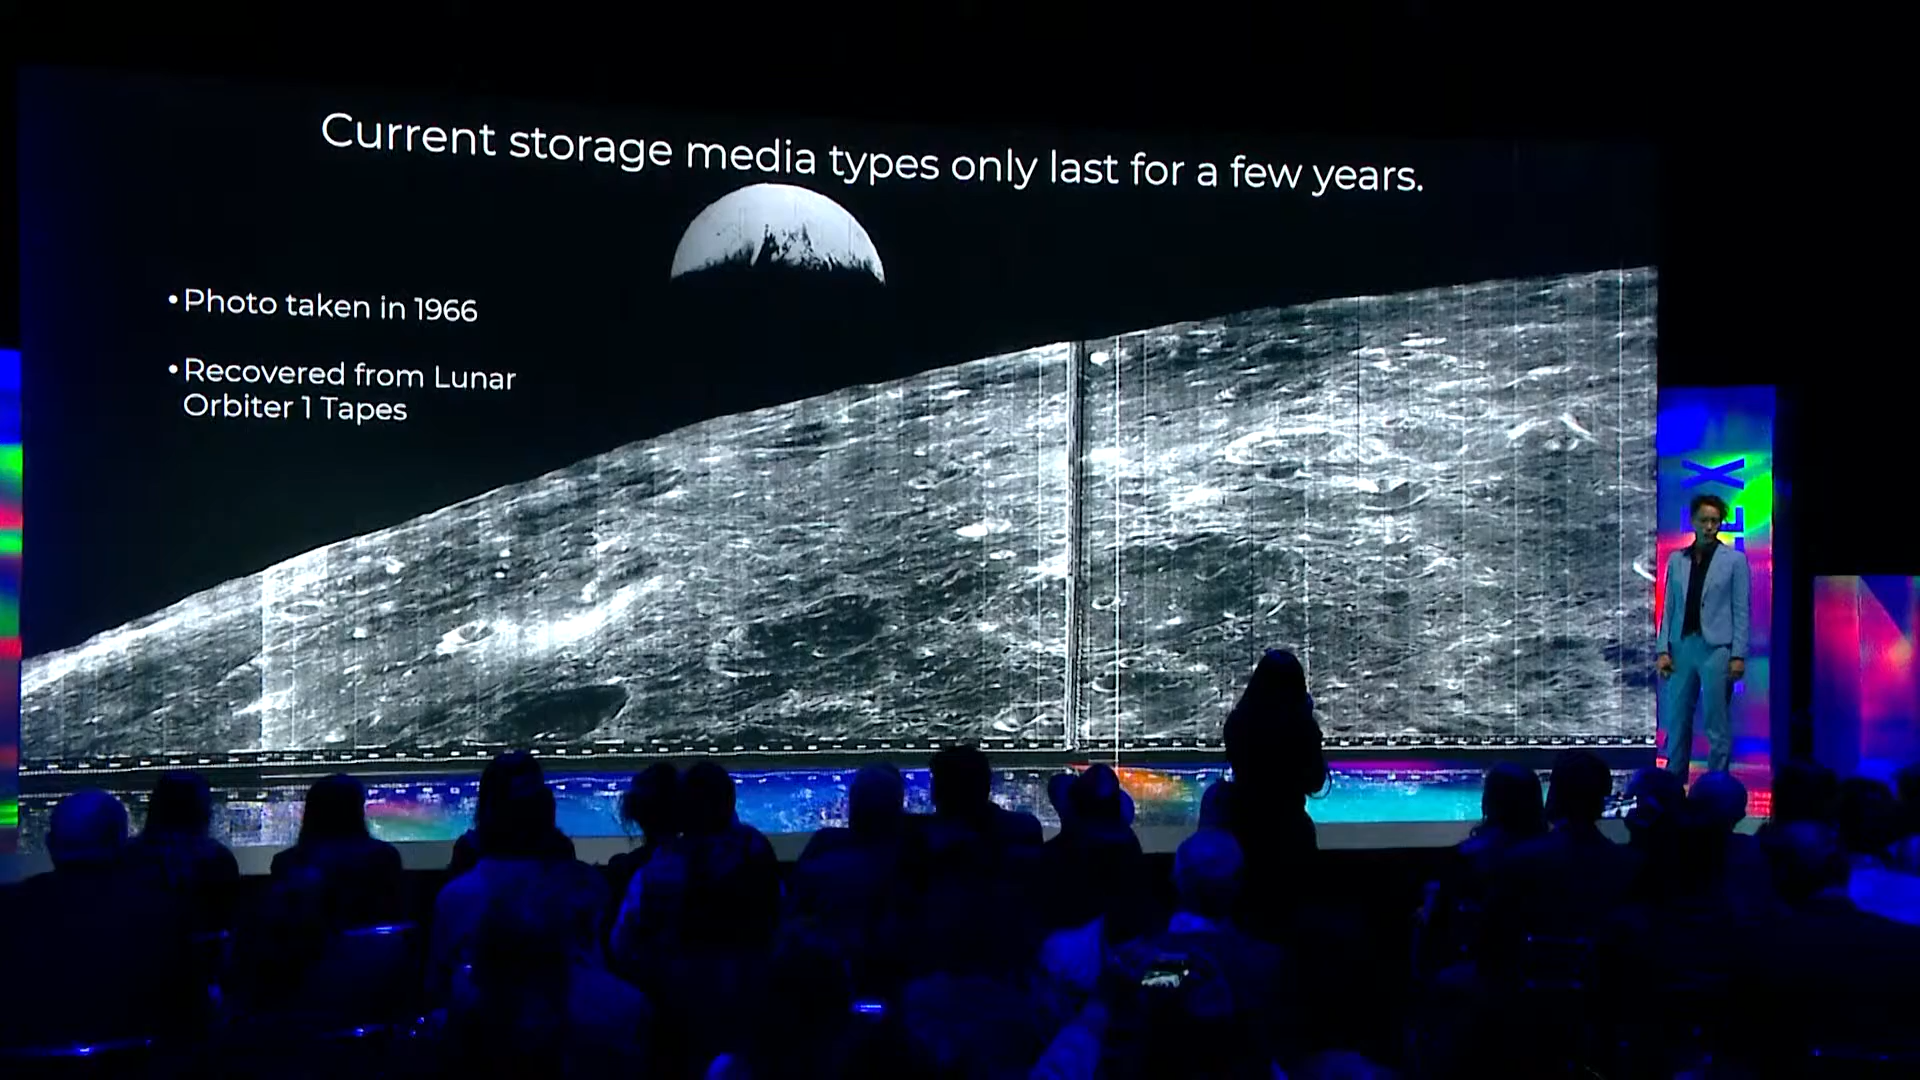 Current storage media types only last for a few years.
• Photo taken in 1966
• Recovered from Lunar
Orbiter 1 Tapes